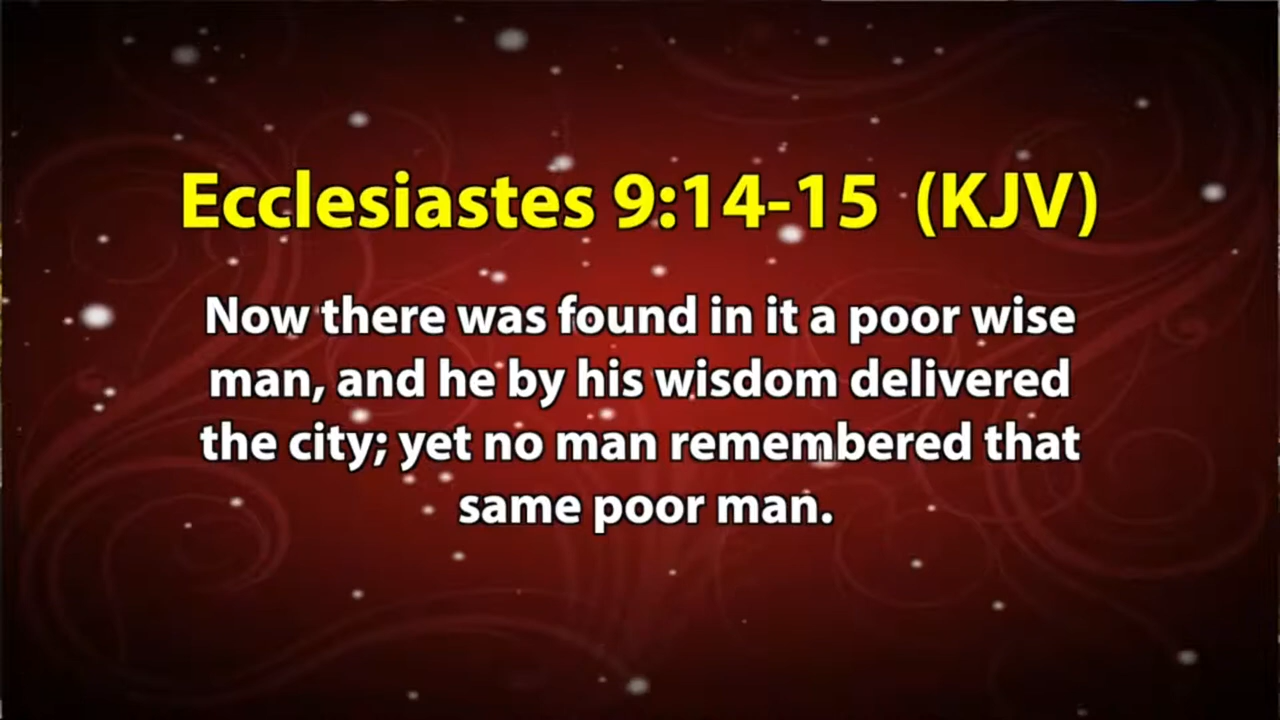 Ecclesiastes 9:14-15 (KJV)
Now there was found in it a poor wise
man, and he by his wisdom delivered
the city; yet no man remembered that
same poor man.